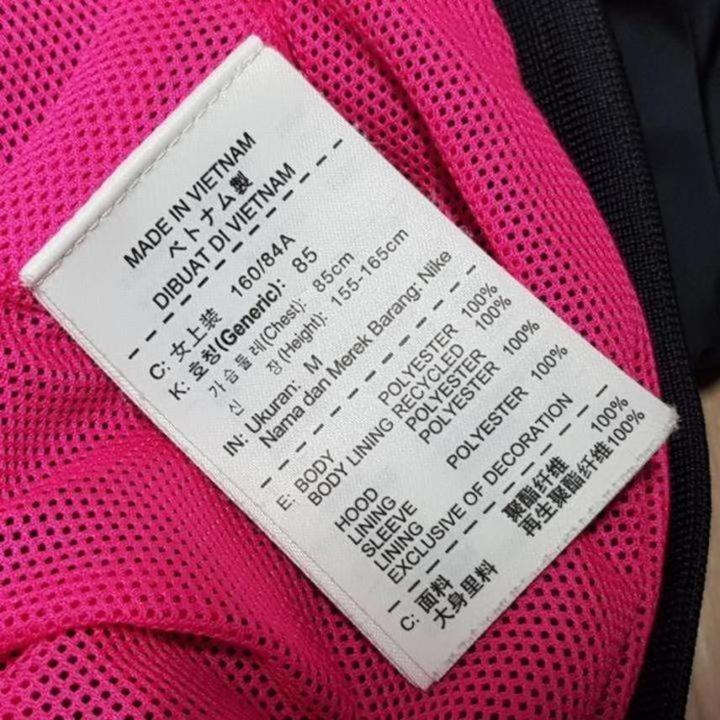 MADE IN VIETNAM
ベトナム製
DIBUAT DI VIETNAM
C: 女上装 160/84A
K: 호칭(Generic): 85
가슴둘레(Chest): 85cm
신 장(Height): 155-165cm
IN: Ukuran: M
Nama dan Merek Barang: Nike
E: BODY POLYESTER 100%
BODY LINING RECYCLED POLYESTER 100%
HOOD LINING POLYESTER 100%
SLEEVE LINING POLYESTER 100%
EXCLUSIVE OF DECORATION
C: 面料 聚酯纤维 100%
大身里料 再生聚酯纤维100%